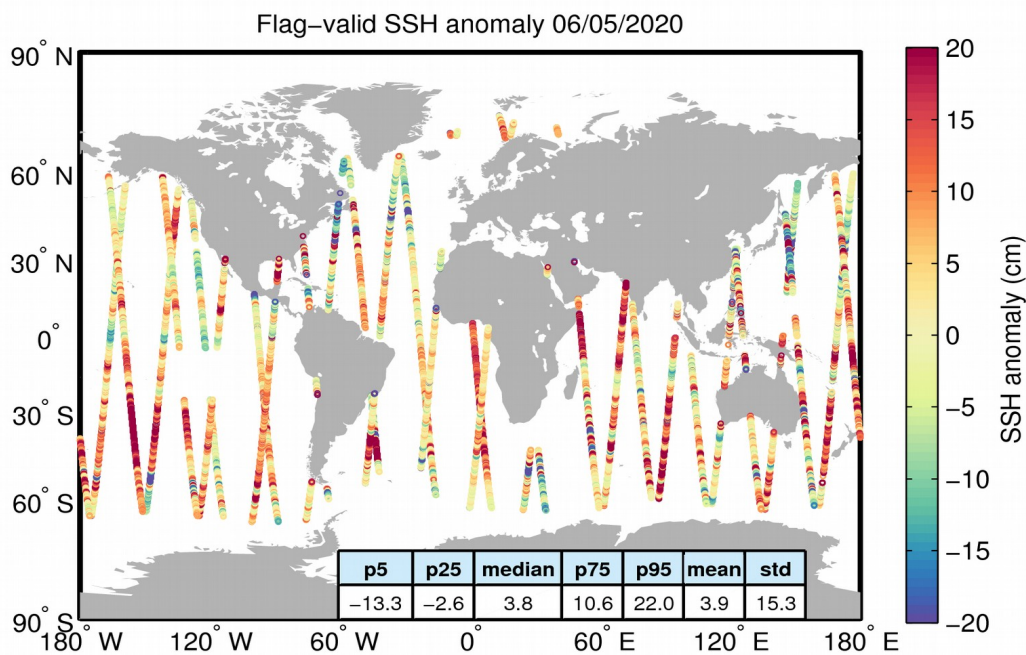 Flag−valid SSH anomaly 06/05/2020
90° N
60° N
30° N
0°
30° S
60° S
90° S
180° W
120° W
60° W
0°
60° E
120° E
180° E
p5 p25 median p75 p95 mean std
−13.3 −2.6 3.8 10.6 22.0 3.9 15.3
20
15
10
5
0
−5
−10
−15
−20
SSH anomaly (cm)